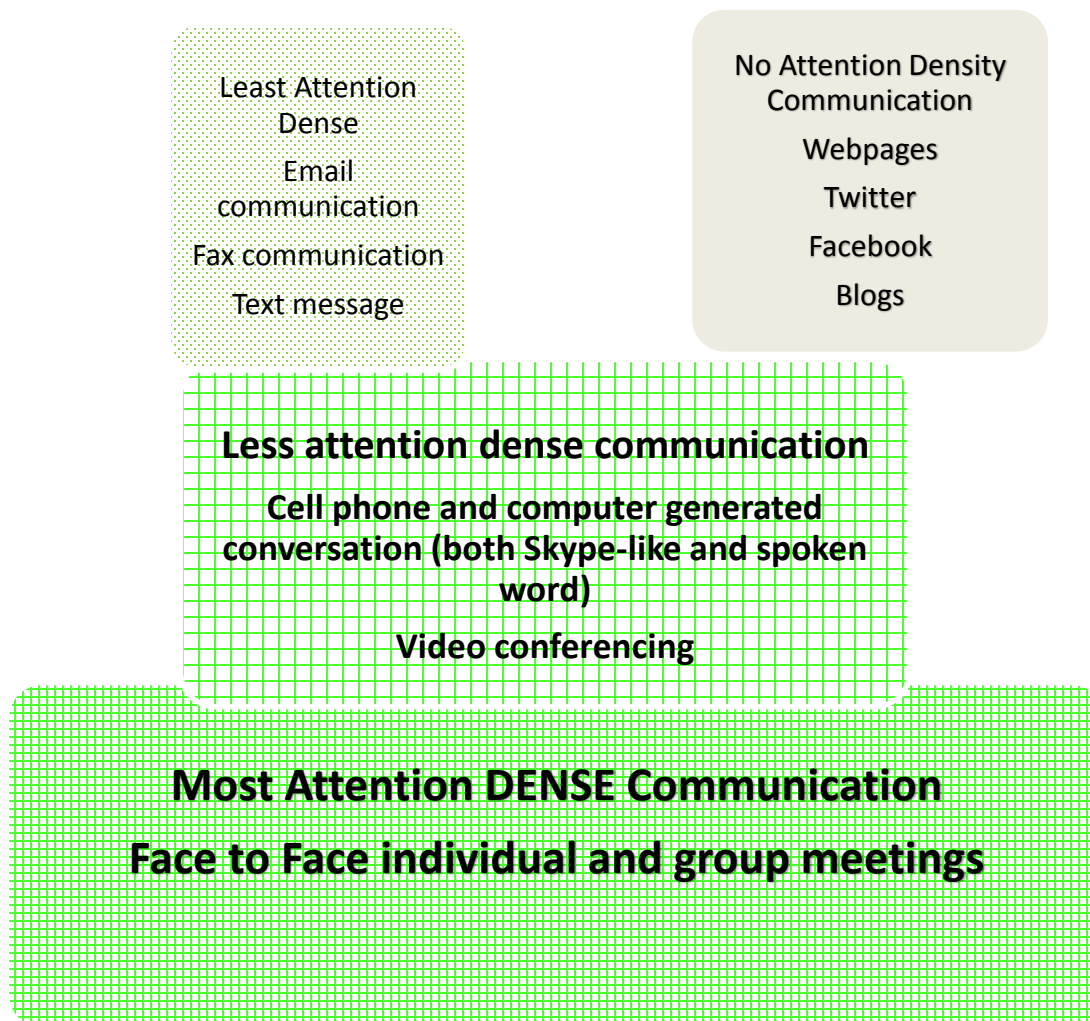 Least Attention
Dense
Email
communication
Fax communication
Text message
No Attention Density
Communication
Webpages
Twitter
Facebook
Blogs
Less attention dense communication
Cell phone and computer generated
conversation (both Skype-like and spoken
word)
Video conferencing
Most Attention DENSE Communication
Face to Face individual and group meetings